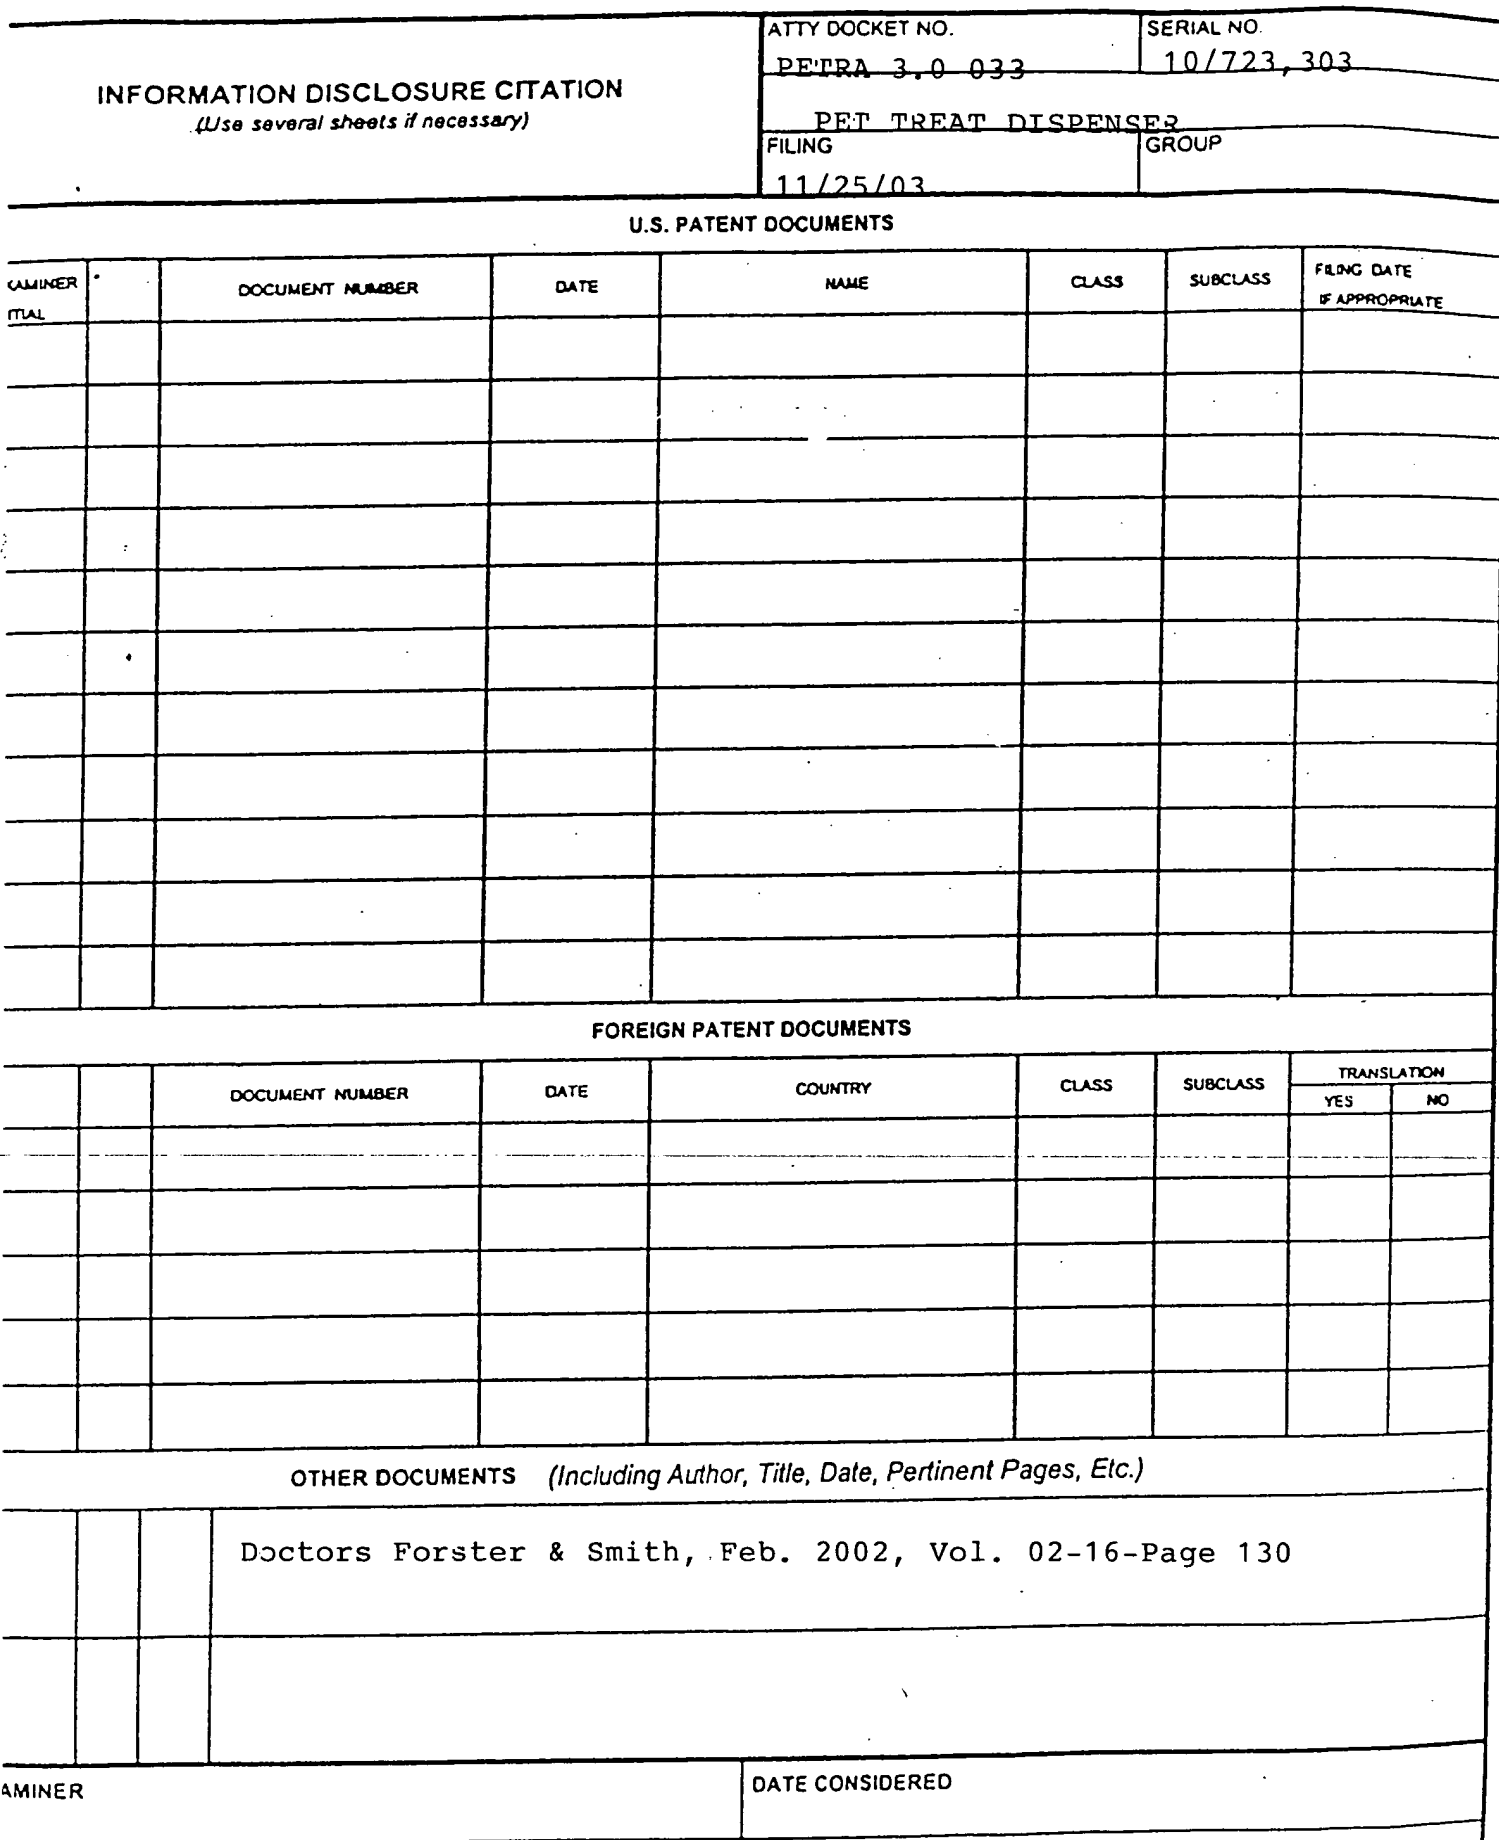 ATTY DOCKET NO. SERIAL NO.
PETRA 3.0 033 10/723,303
INFORMATION DISCLOSURE CITATION
(Use several sheets if necessary)
PET TREAT DISPENSER
FILING GROUP
11/25/03
U.S. PATENT DOCUMENTS
AMINER DOCUMENT NUMBER DATE NAME CLASS SUBCLASS FILING DATE
ITIAL IF APPROPRIATE
FOREIGN PATENT DOCUMENTS
DOCUMENT NUMBER DATE COUNTRY CLASS SUBCLASS TRANSLATION
YES NO
OTHER DOCUMENTS (Including Author, Title, Date, Pertinent Pages, Etc.)
Doctors Forster & Smith, Feb. 2002, Vol. 02-16-Page 130
AMINER DATE CONSIDERED